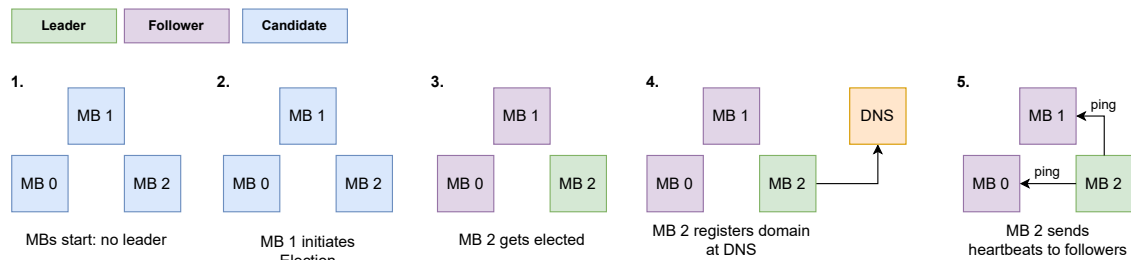 Leader
Follower
Candidate
1.
MB 1
MB 0
MB 2
MBs start: no leader
2.
MB 1
MB 0
MB 2
MB 1 initiates
Election
3.
MB 1
MB 0
MB 2
MB 2 gets elected
4.
MB 1
DNS
MB 0
MB 2
MB 2 registers domain
at DNS
5.
ping
MB 1
ping
MB 0
MB 2
MB 2 sends
heartbeats to followers